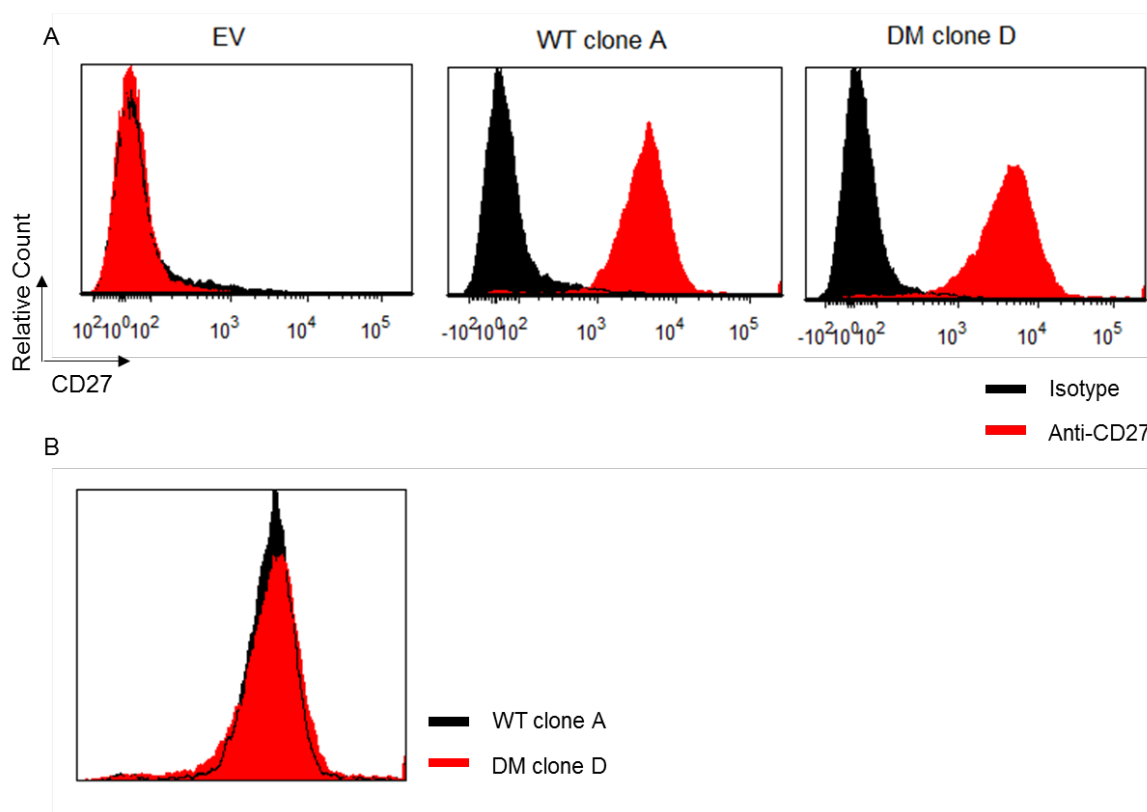 A
EV
WT clone A
DM clone D
Relative Count
10²10⁰10² 10³ 10⁴ 10⁵
-10²10⁰10² 10³ 10⁴ 10⁵
-10²10⁰10² 10³ 10⁴ 10⁵
CD27
Isotype
Anti-CD27
B
WT clone A
DM clone D